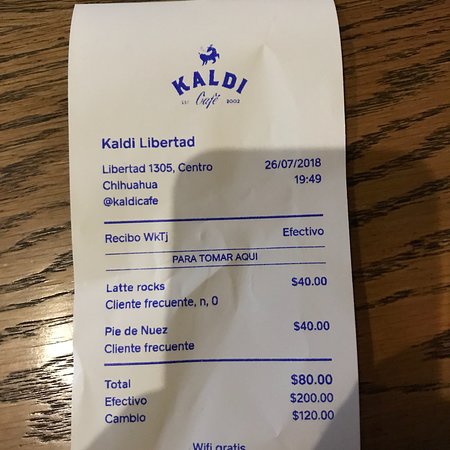 KALDI
EST Café 2002
Kaldi Libertad
Libertad 1305, Centro 26/07/2018
Chihuahua 19:49
@kaldicafe
Recibo WkTj Efectivo
PARA TOMAR AQUI
Latte rocks $40.00
Cliente frecuente, n, 0
Pie de Nuez $40.00
Cliente frecuente
Total $80.00
Efectivo $200.00
Cambio $120.00
Wifi gratis